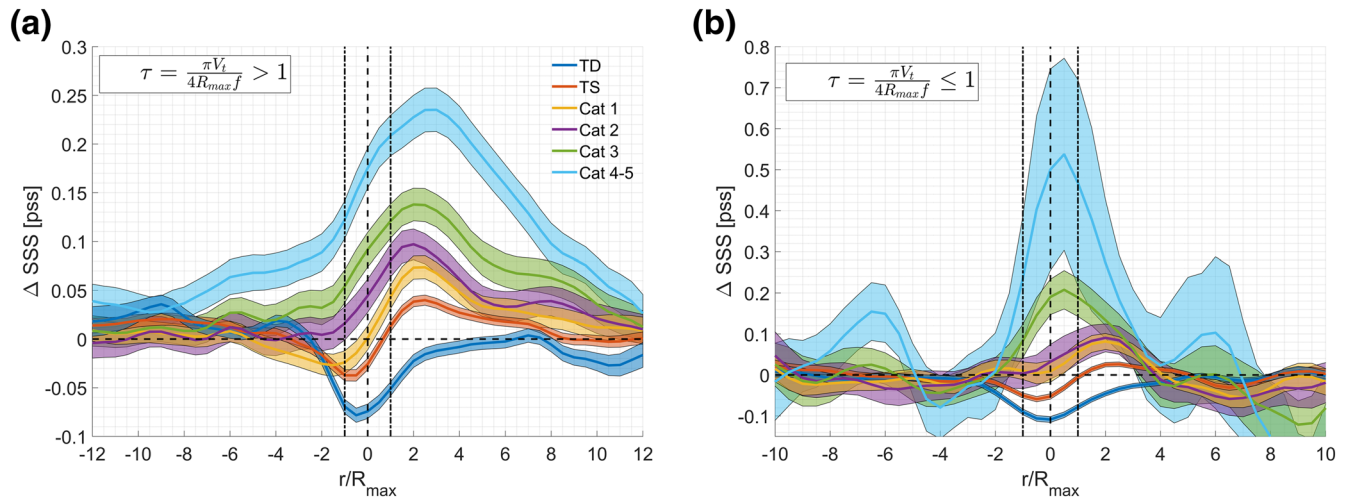 (a)
τ = πV_t / 4R_max f > 1
TD
TS
Cat 1
Cat 2
Cat 3
Cat 4-5
Δ SSS [pss]
0.3
0.25
0.2
0.15
0.1
0.05
0
-0.05
-0.1
-12 -10 -8 -6 -4 -2 0 2 4 6 8 10 12
r/R_max
(b)
τ = πV_t / 4R_max f ≤ 1
Δ SSS [pss]
0.8
0.7
0.6
0.5
0.4
0.3
0.2
0.1
0
-0.1
-10 -8 -6 -4 -2 0 2 4 6 8 10
r/R_max